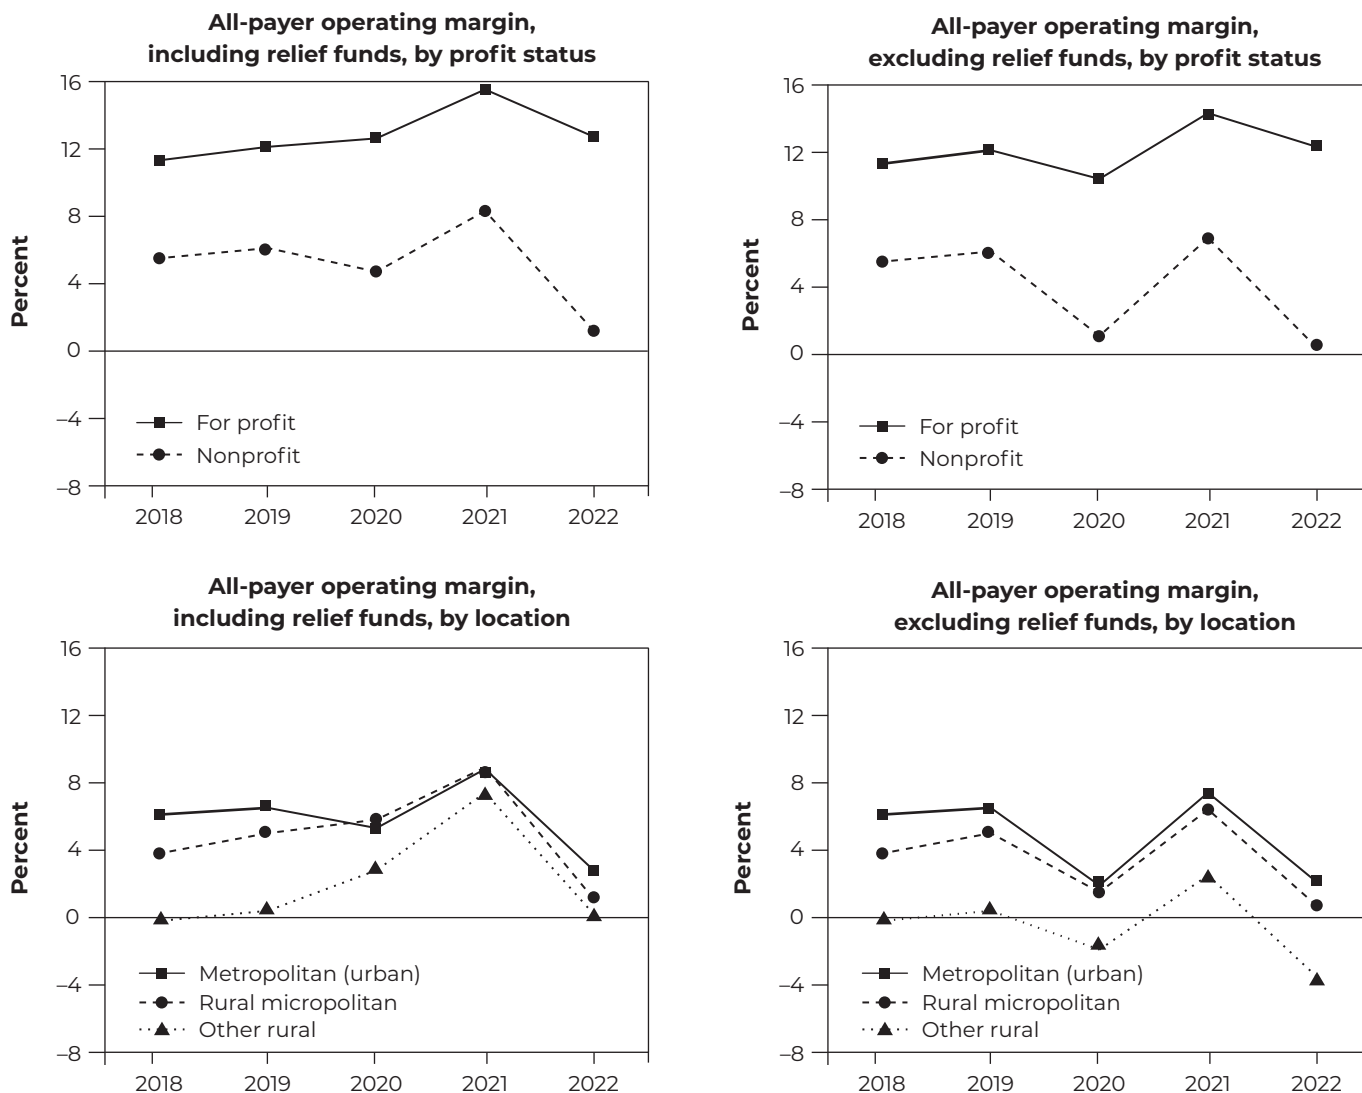 All-payer operating margin,
including relief funds, by profit status
16
12
8
4
0
–4
–8
Percent
For profit
Nonprofit
2018 2019 2020 2021 2022
All-payer operating margin,
excluding relief funds, by profit status
16
12
8
4
0
–4
–8
Percent
For profit
Nonprofit
2018 2019 2020 2021 2022
All-payer operating margin,
including relief funds, by location
16
12
8
4
0
–4
–8
Percent
Metropolitan (urban)
Rural micropolitan
Other rural
2018 2019 2020 2021 2022
All-payer operating margin,
excluding relief funds, by location
16
12
8
4
0
–4
–8
Percent
Metropolitan (urban)
Rural micropolitan
Other rural
2018 2019 2020 2021 2022